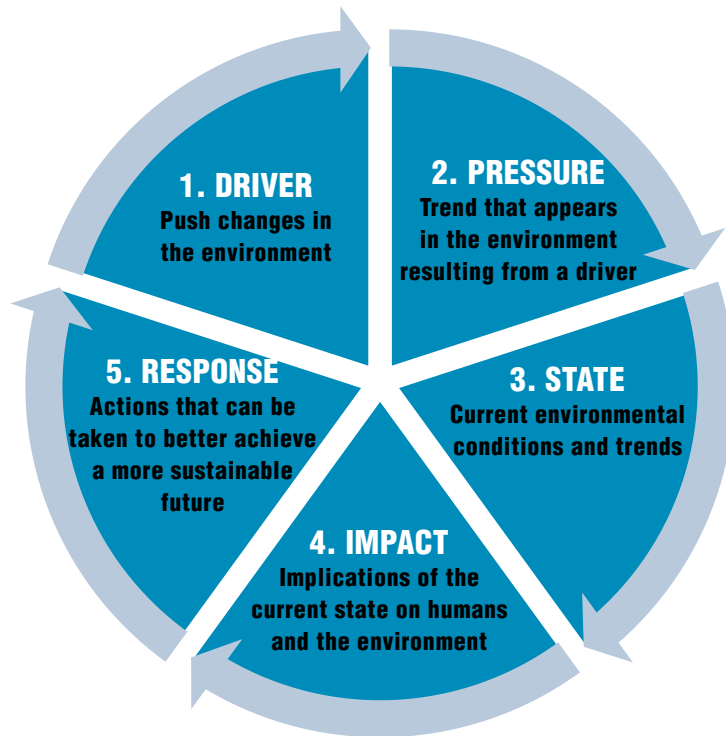 1. DRIVER
Push changes in
the environment
2. PRESSURE
Trend that appears
in the environment
resulting from a driver
3. STATE
Current environmental
conditions and trends
4. IMPACT
Implications of the
current state on humans
and the environment
5. RESPONSE
Actions that can be
taken to better achieve
a more sustainable
future